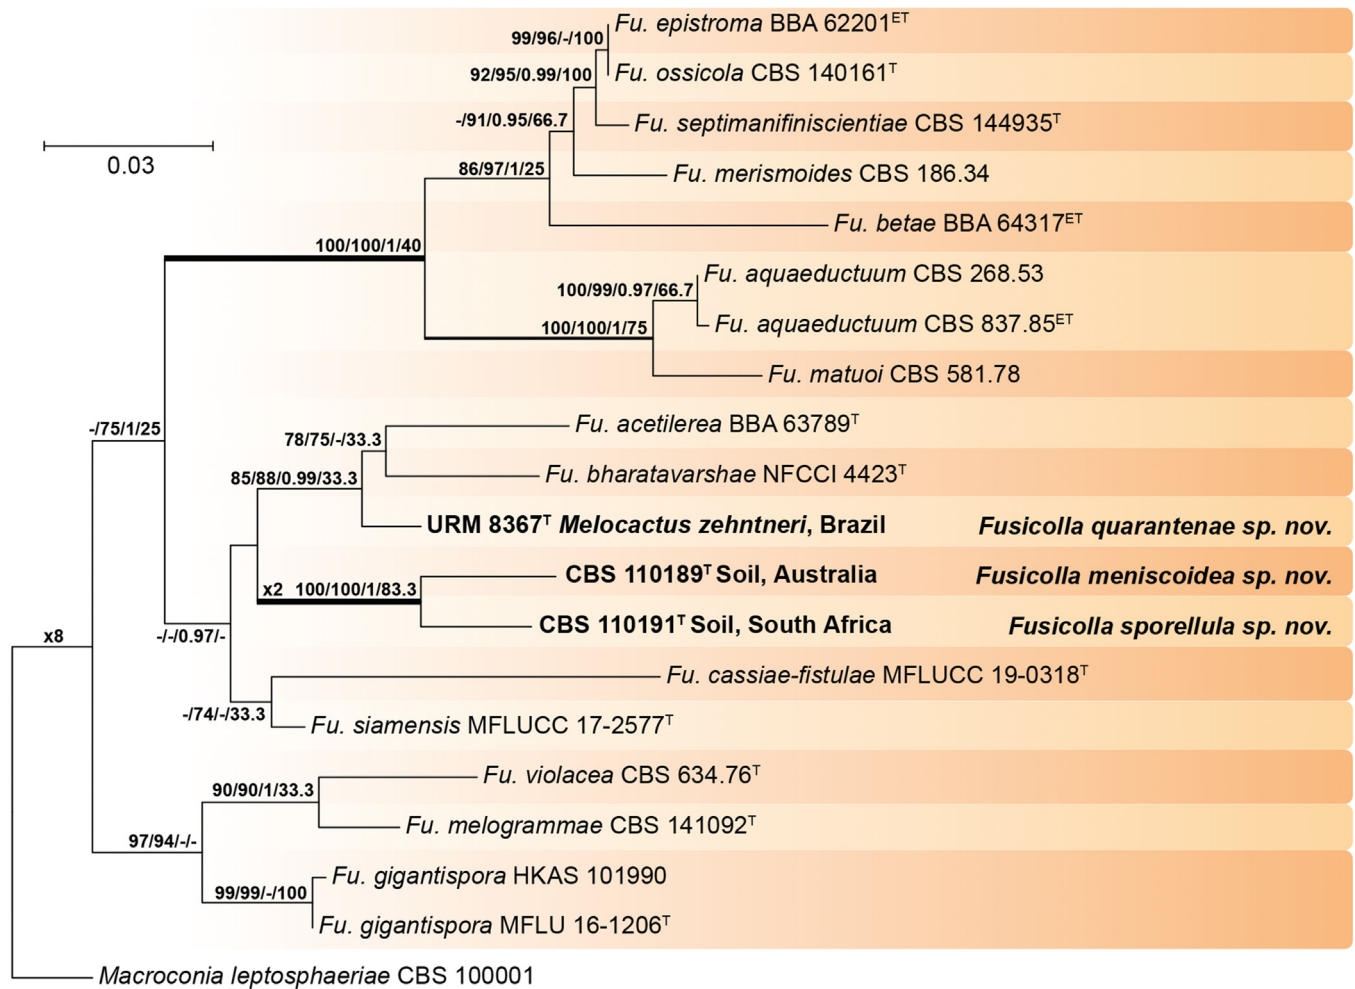 99/96/-/100
Fu. epistroma BBA 62201ET
92/95/0.99/100
Fu. ossicola CBS 140161T
-/91/0.95/66.7
Fu. septimanifiniscientiae CBS 144935T
0.03
86/97/1/25
Fu. merismoides CBS 186.34
Fu. betae BBA 64317ET
100/100/1/40
Fu. aquaeductuum CBS 268.53
100/99/0.97/66.7
Fu. aquaeductuum CBS 837.85ET
100/100/1/75
Fu. matuoi CBS 581.78
-/75/1/25
Fu. acetilerea BBA 63789T
78/75/-/33.3
Fu. bharatavarshae NFCCI 4423T
85/88/0.99/33.3
URM 8367T Melocactus zehntneri, Brazil Fusicolla quarantenae sp. nov.
CBS 110189T Soil, Australia Fusicolla meniscoidea sp. nov.
x2 100/100/1/83.3
CBS 110191T Soil, South Africa Fusicolla sporellula sp. nov.
x8
-/-/0.97/-
Fu. cassiae-fistulae MFLUCC 19-0318T
-/74/-/33.3
Fu. siamensis MFLUCC 17-2577T
Fu. violacea CBS 634.76T
90/90/1/33.3
Fu. melogrammae CBS 141092T
97/94/-/-
Fu. gigantispora HKAS 101990
99/99/-/100
Fu. gigantispora MFLU 16-1206T
Macroconia leptosphaeriae CBS 100001